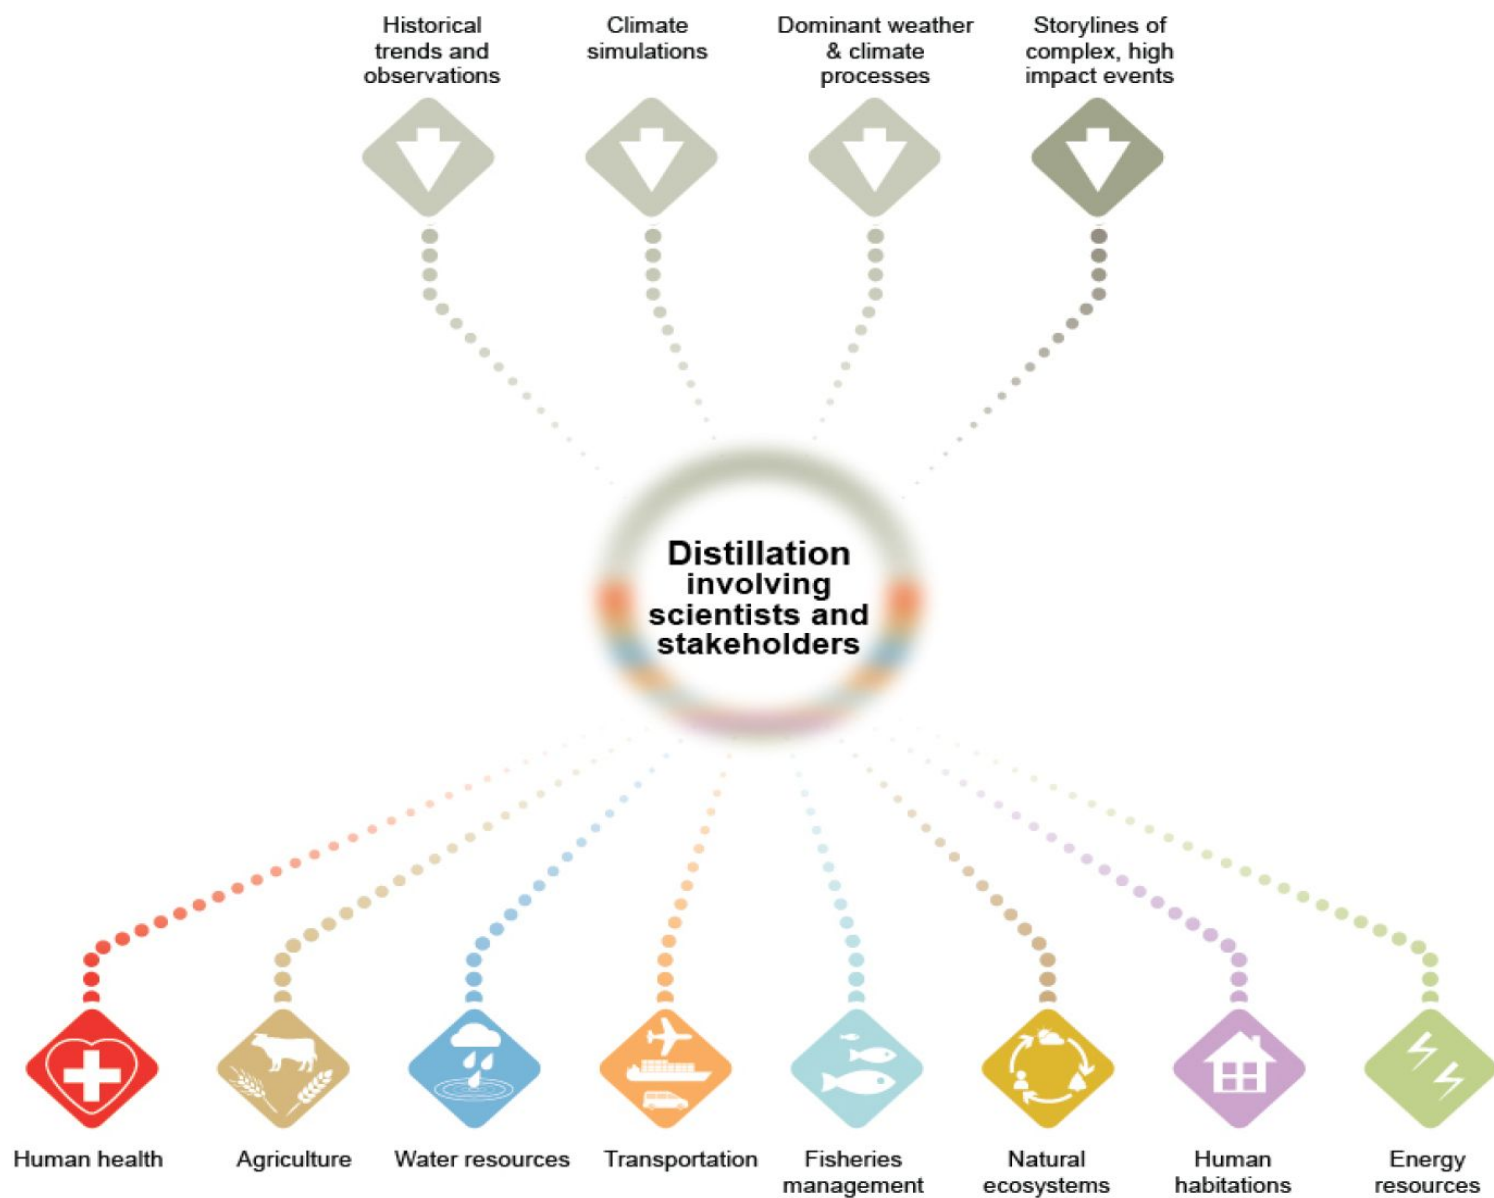 Historical
trends and
observations
Climate
simulations
Dominant weather
& climate
processes
Storylines of
complex, high
impact events
Distillation
involving
scientists and
stakeholders
Human health
Agriculture
Water resources
Transportation
Fisheries
management
Natural
ecosystems
Human
habitations
Energy
resources